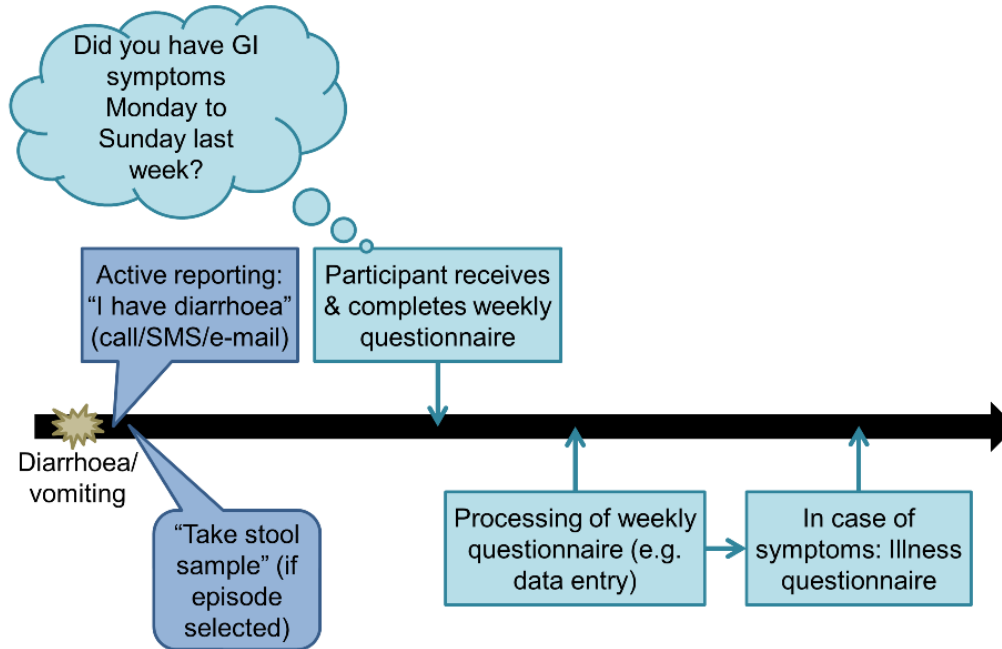 Did you have GI
symptoms
Monday to
Sunday last
week?
Active reporting:
“I have diarrhoea”
(call/SMS/e-mail)
Participant receives
& completes weekly
questionnaire
Diarrhoea/
vomiting
“Take stool
sample” (if
episode
selected)
Processing of weekly
questionnaire (e.g.
data entry)
In case of
symptoms: Illness
questionnaire